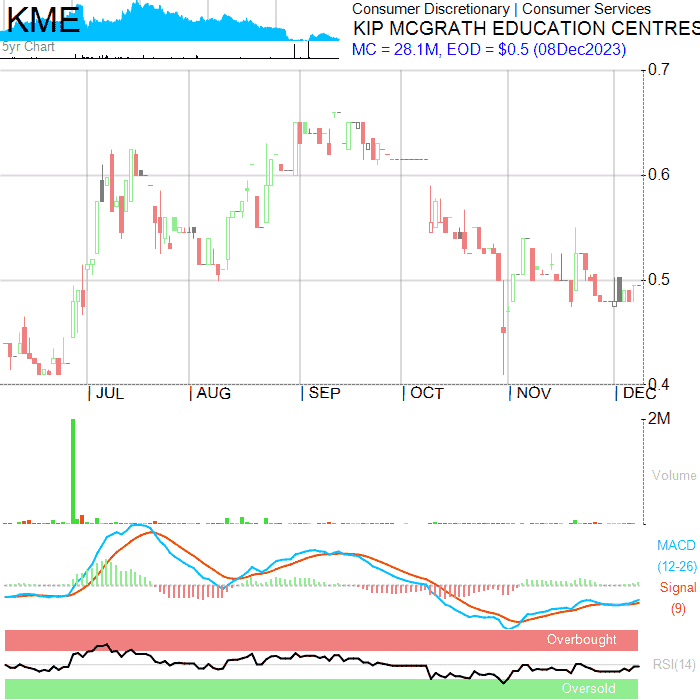 KME
5yr Chart
Consumer Discretionary | Consumer Services
KIP MCGRATH EDUCATION CENTRES
MC = 28.1M, EOD = $0.5 (08Dec2023)
0.7
0.6
0.5
0.4
| JUL | AUG | SEP | OCT | NOV | DEC
2M
Volume
MACD
(12-26)
Signal
(9)
Overbought
RSI(14)
Oversold